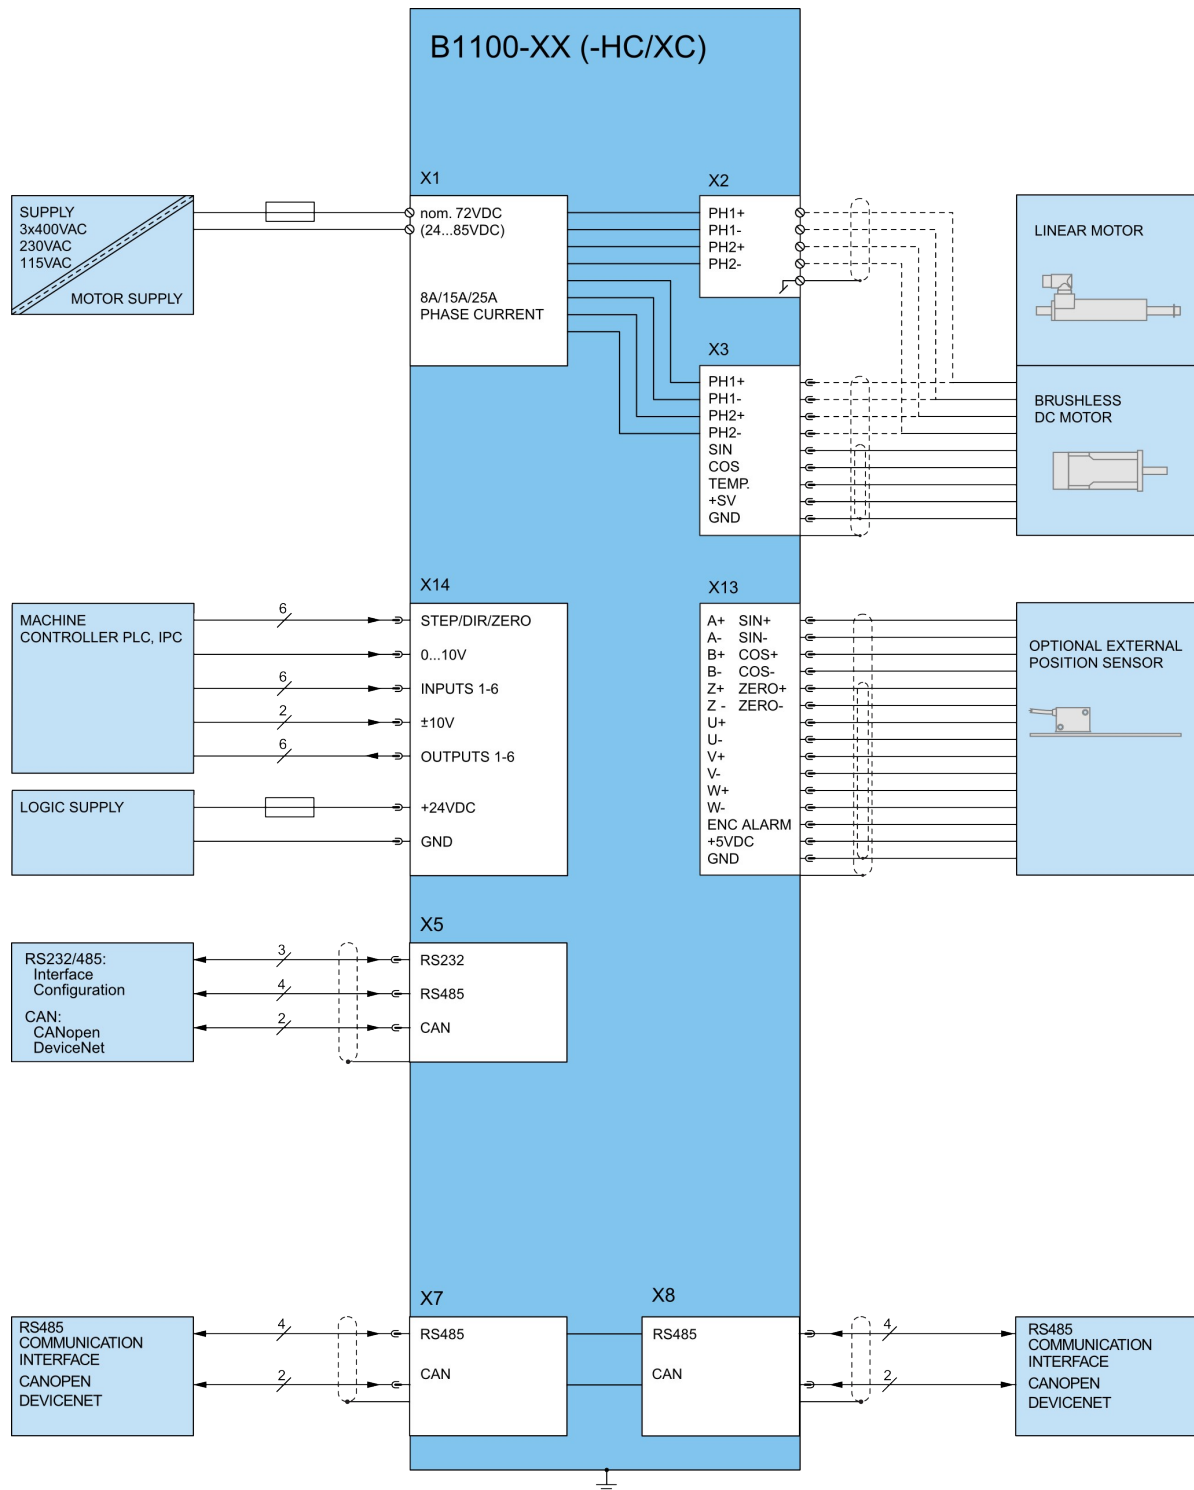 B1100-XX (-HC/XC)
X1
X2
SUPPLY
3x400VAC
230VAC
115VAC
MOTOR SUPPLY
nom. 72VDC
(24...85VDC)
8A/15A/25A
PHASE CURRENT
PH1+
PH1-
PH2+
PH2-
LINEAR MOTOR
X3
PH1+
PH1-
PH2+
PH2-
SIN
COS
TEMP.
+SV
GND
BRUSHLESS
DC MOTOR
X14
X13
MACHINE
CONTROLLER PLC, IPC
6
6
2
6
STEP/DIR/ZERO
0...10V
INPUTS 1-6
±10V
OUTPUTS 1-6
LOGIC SUPPLY
+24VDC
GND
A+ SIN+
A- SIN-
B+ COS+
B- COS-
Z+ ZERO+
Z - ZERO-
U+
U-
V+
V-
W+
W-
ENC ALARM
+5VDC
GND
OPTIONAL EXTERNAL
POSITION SENSOR
X5
RS232/485:
Interface
Configuration
CAN:
CANopen
DeviceNet
3
4
2
RS232
RS485
CAN
X7
X8
RS485
COMMUNICATION
INTERFACE
CANOPEN
DEVICENET
4
2
RS485
CAN
RS485
CAN
4
2
RS485
COMMUNICATION
INTERFACE
CANOPEN
DEVICENET